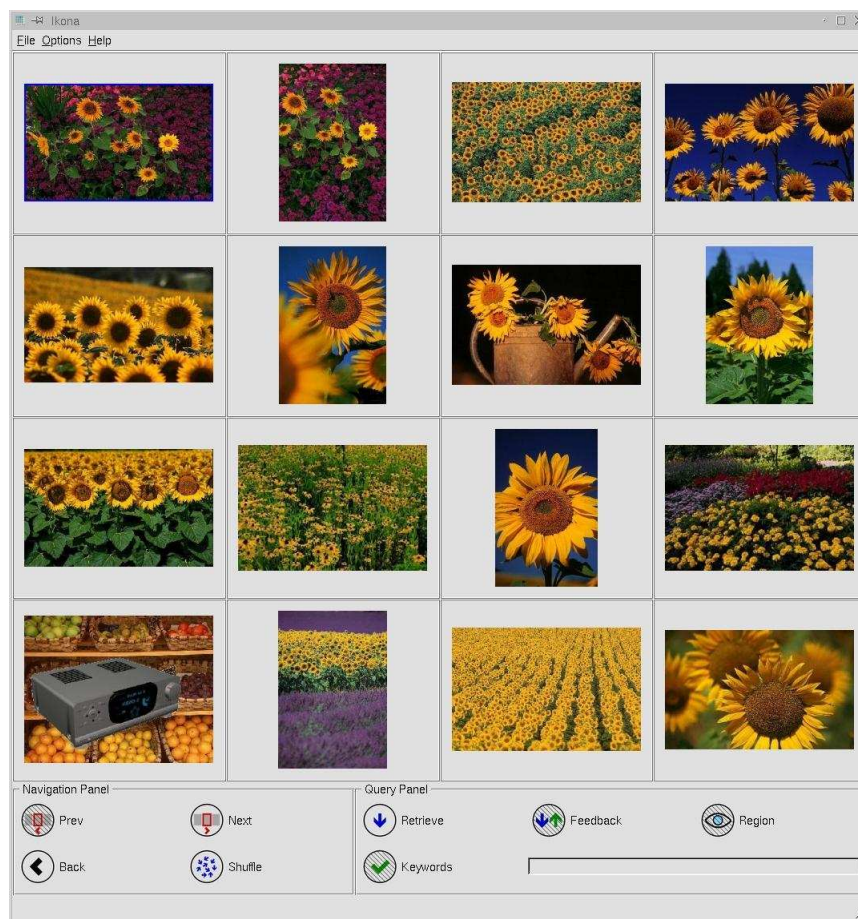 Ikona
File Options Help
Navigation Panel
Query Panel
Prev
Next
Retrieve
Feedback
Region
Back
Shuffle
Keywords